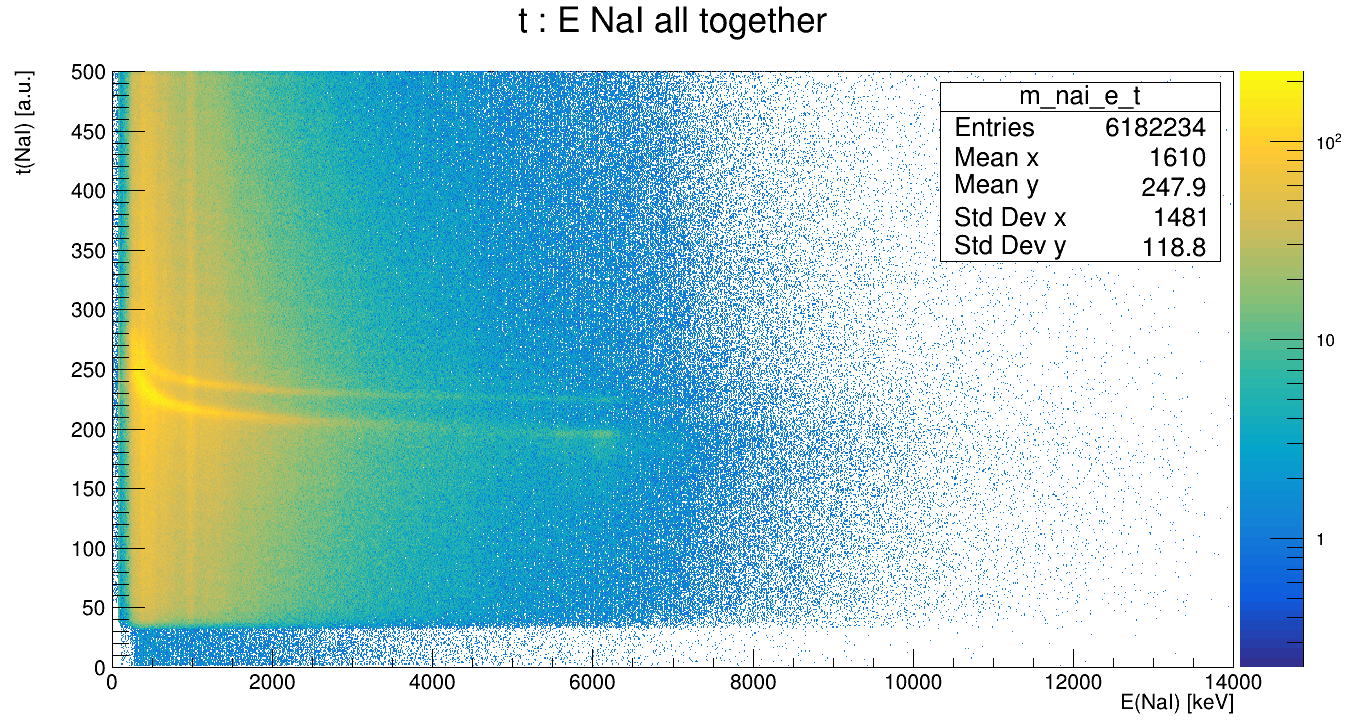 t : E NaI all together
t(NaI) [a.u.]
500
450
400
350
300
250
200
150
100
50
0
m_nai_e_t
Entries 6182234
Mean x 1610
Mean y 247.9
Std Dev x 1481
Std Dev y 118.8
10²
10
1
0 2000 4000 6000 8000 10000 12000 14000
E(NaI) [keV]